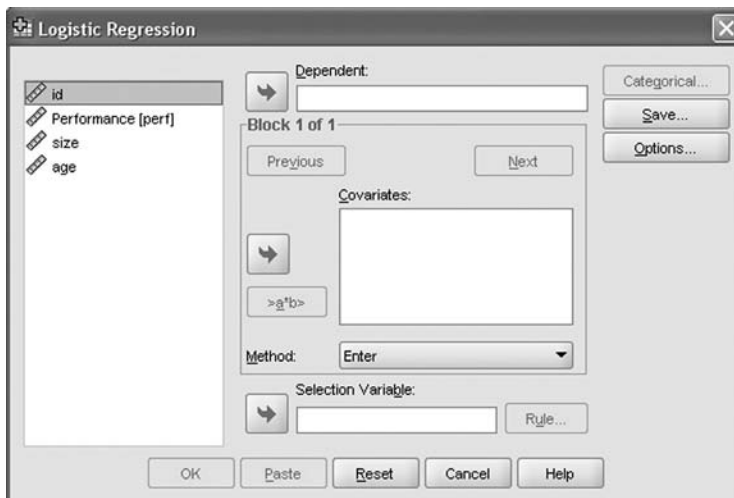 Logistic Regression
id
Performance [perf]
size
age
Dependent:
Block 1 of 1
Previous
Next
Covariates:
>a*b>
Method:
Enter
Selection Variable:
Rule...
Categorical...
Save...
Options...
OK
Paste
Reset
Cancel
Help